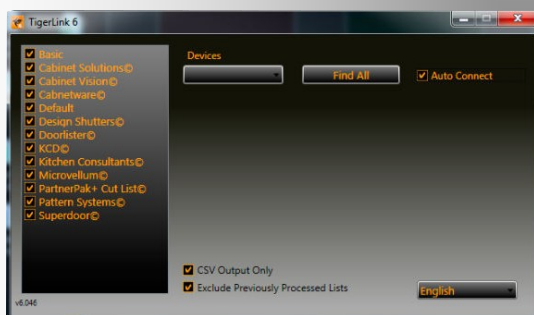 TigerLink 6
Basic
Cabinet Solutions©
Cabinet Vision©
Cabnetware©
Default
Design Shutters©
Doorlister©
KCD©
Kitchen Consultants©
Microvellum©
PartnerPak+ Cut List©
Pattern Systems©
Superdoor©
Devices
Find All
Auto Connect
CSV Output Only
Exclude Previously Processed Lists
English
v6.046